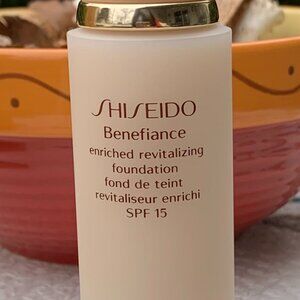 SHISEIDO
Benefiance
enriched revitalizing
foundation
fond de teint
revitaliseur enrichi
SPF 15